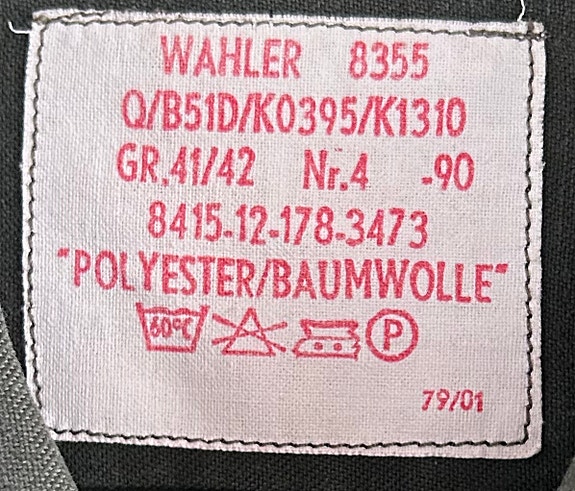 WAHLER 8355
Q/B51D/K0395/K1310
GR.41/42 Nr.4 -90
8415-12-178-3473
"POLYESTER/BAUMWOLLE"
60°C P
79/01